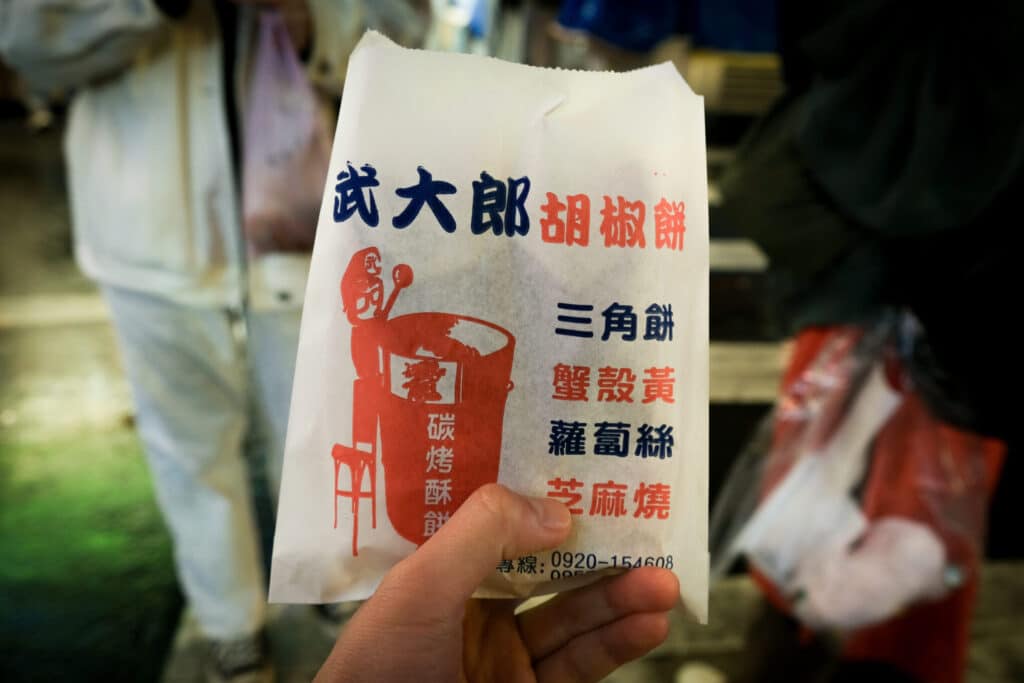 武大郎胡椒餅
三角餅
蟹殼黃
蘿蔔絲
芝麻燒
碳烤酥餅
專線:0920-154608